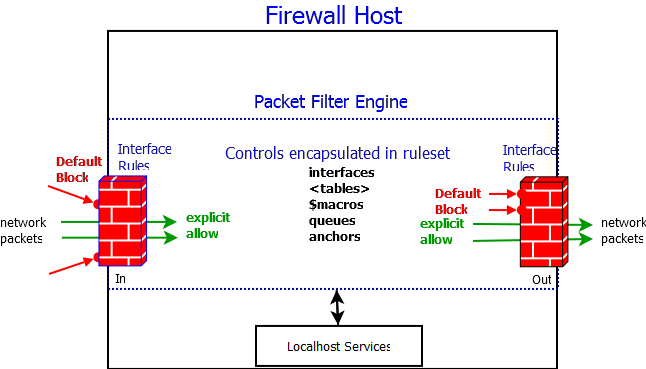 Firewall Host
Packet Filter Engine
Interface
Rules
Default
Block
network
packets
explicit
allow
In
Controls encapsulated in ruleset
interfaces
<tables>
$macros
queues
anchors
Interface
Rules
Default
Block
explicit
allow
network
packets
Out
Localhost Services